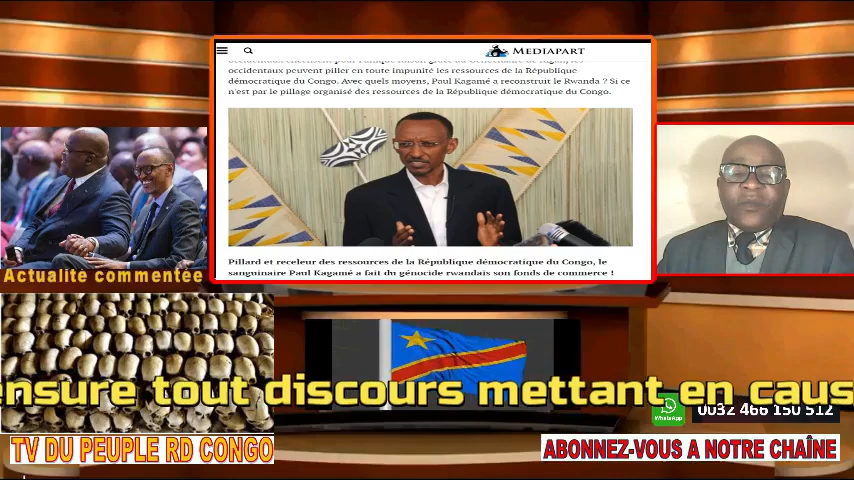 MEDIAPART
occidentaux peuvent piller en toute impunité les ressources de la République
démocratique du Congo. Avec quels moyens, Paul Kagamé a reconstruit le Rwanda ? Si ce
n'est par le pillage organisé des ressources de la République démocratique du Congo.
Pillard et receleur des ressources de la République démocratique du Congo, le
sanguinaire Paul Kagamé a fait du génocide rwandais son fonds de commerce !
Actualité commentée
ensure tout discours mettant en caus
WhatsApp
0032 466 150 512
TV DU PEUPLE RD CONGO
ABONNEZ-VOUS A NOTRE CHAÎNE